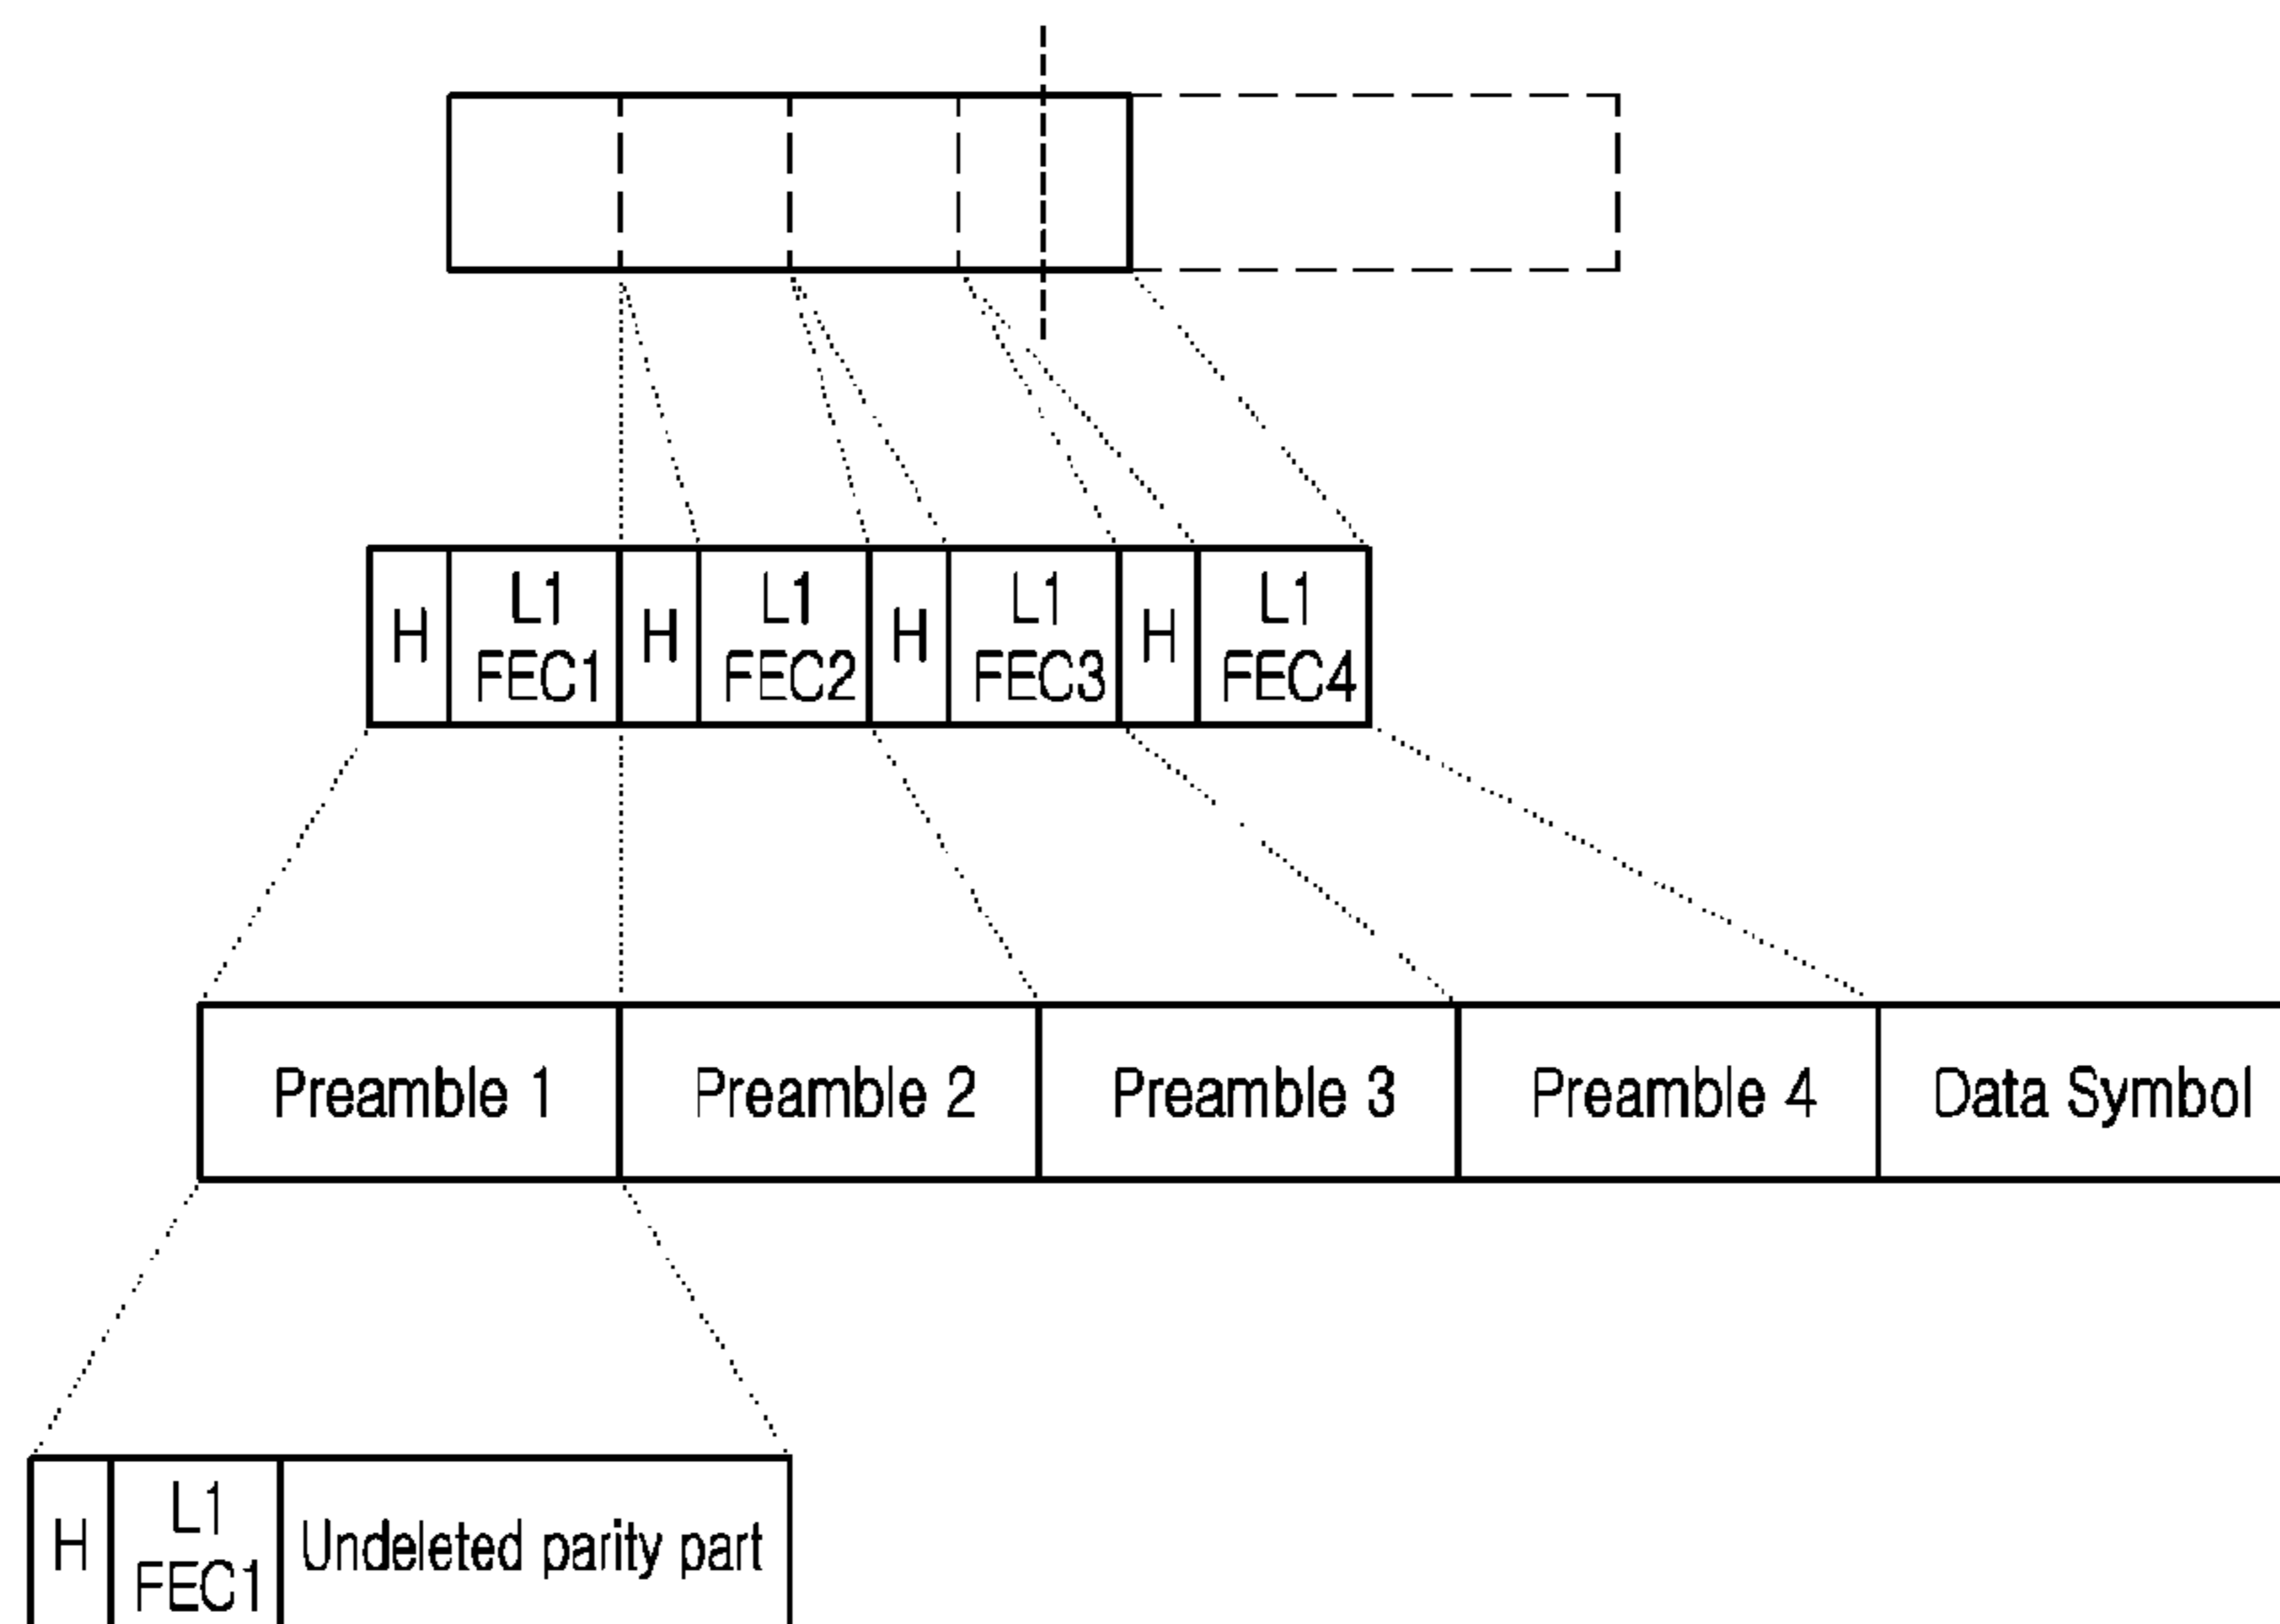 H
L1
FEC1
H
L1
FEC2
H
L1
FEC3
H
L1
FEC4
Preamble 1
Preamble 2
Preamble 3
Preamble 4
Data Symbol
H
L1
FEC1
Undeleted parity part